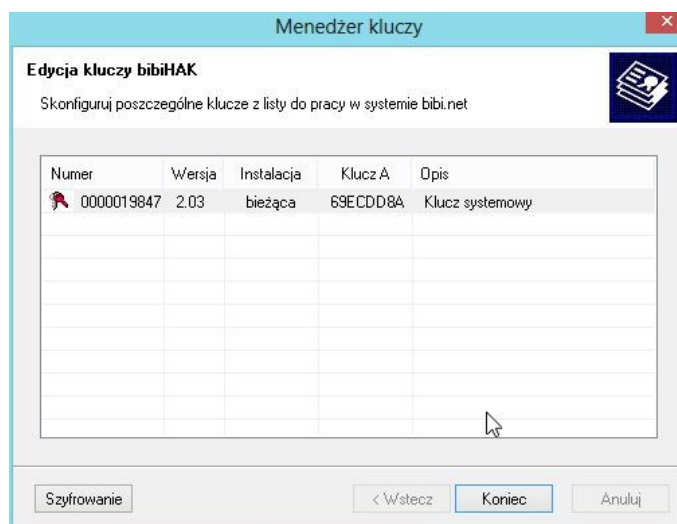 Menedżer kluczy
Edycja kluczy bibiHAK
Skonfiguruj poszczególne klucze z listy do pracy w systemie bibi.net
Numer Wersja Instalacja Klucz A Opis
0000019847 2.03 bieżąca 69ECDD8A Klucz systemowy
Szyfrowanie < Wstecz Koniec Anuluj